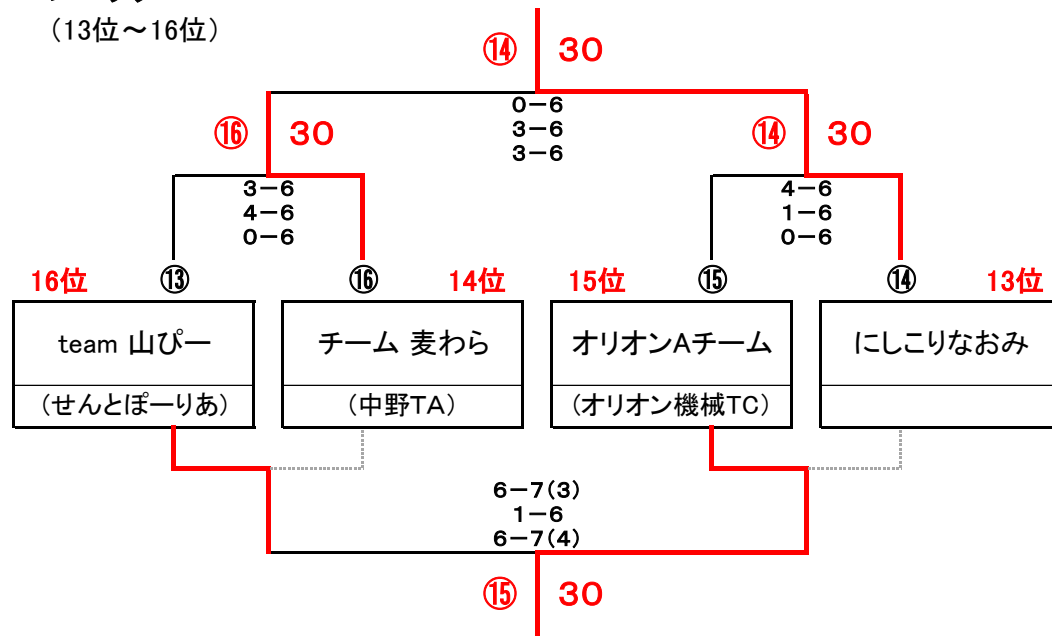 (13位～16位)
⑭ 30
0-6
3-6
3-6
⑯ 30
⑭ 30
3-6
4-6
0-6
4-6
1-6
0-6
16位 ⑬ ⑯ 14位 15位 ⑮ ⑭ 13位
team 山ぴー
チーム 麦わら
オリオンAチーム
にしこりなおみ
(せんとぽーりあ)
(中野TA)
(オリオン機械TC)
6-7(3)
1-6
6-7(4)
⑮ 30